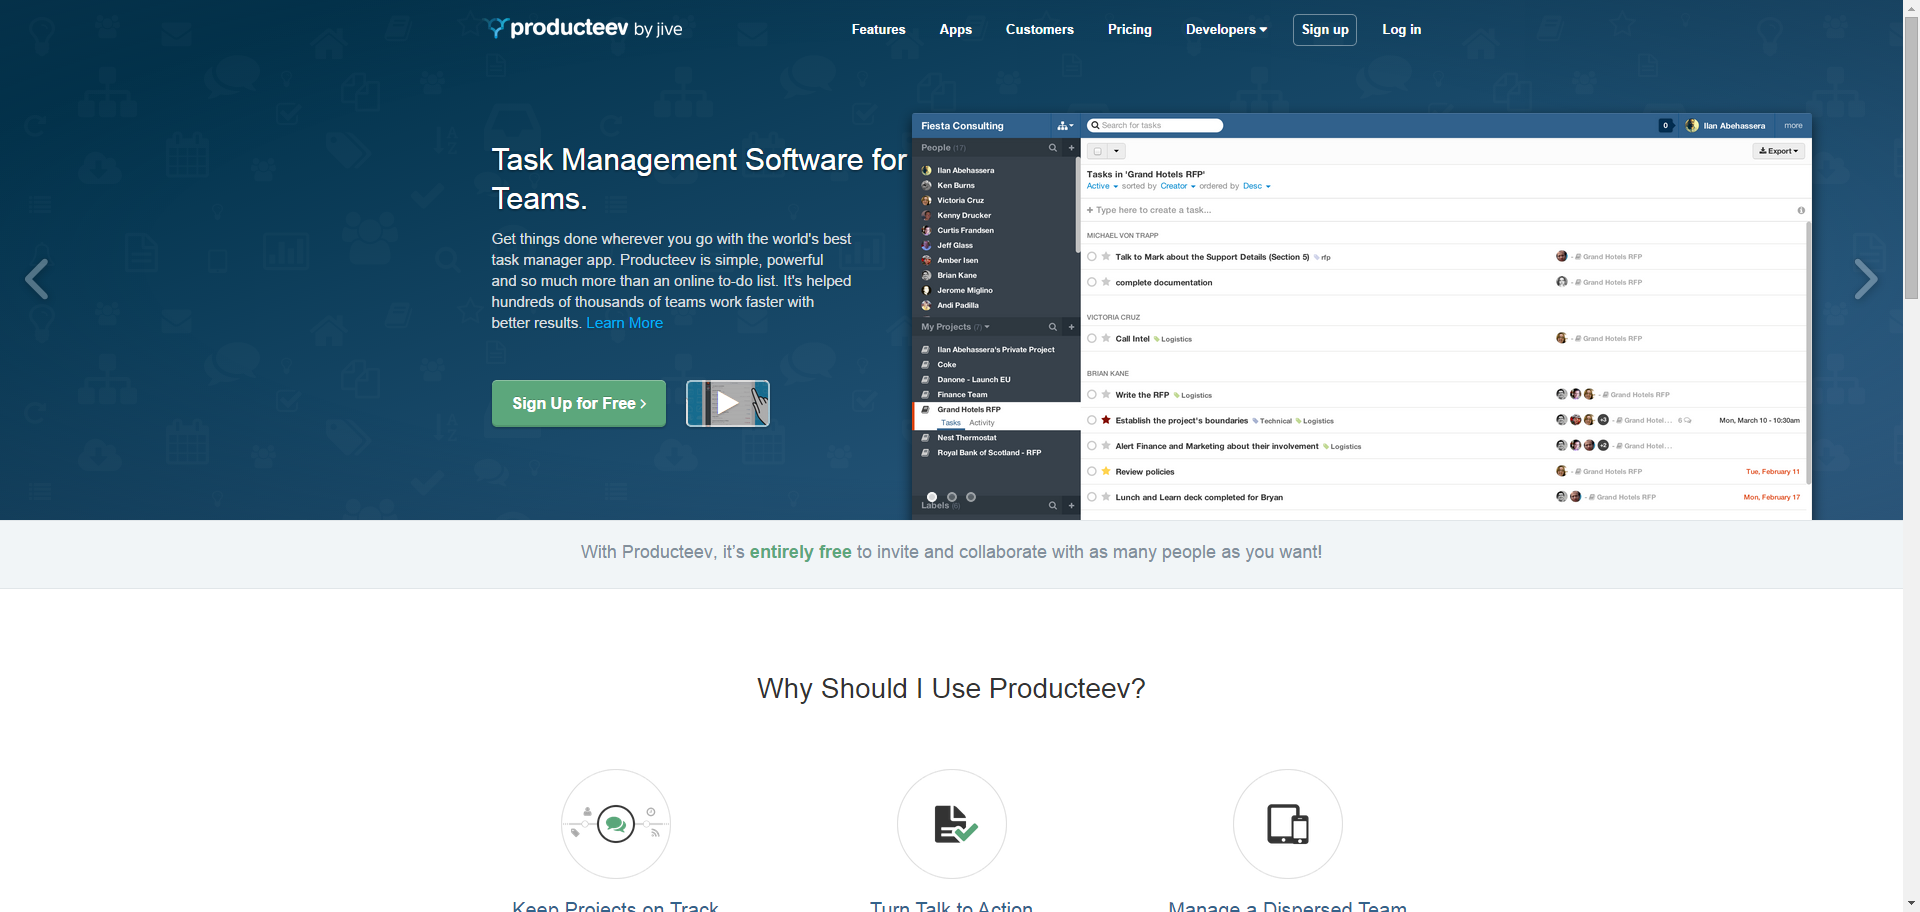 producteev by jive
Features
Apps
Customers
Pricing
Developers
Sign up
Log in
Task Management Software for
Teams.
Get things done wherever you go with the world's best
task manager app. Producteev is simple, powerful
and so much more than an online to-do list. It's helped
hundreds of thousands of teams work faster with
better results. Learn More
Sign Up for Free ›
Fiesta Consulting
Search for tasks
0
Ilan Abehassera
more
People (17)
Ilan Abehassera
Ken Burns
Victoria Cruz
Kenny Drucker
Curtis Frandsen
Jeff Glass
Amber Isen
Brian Kane
Jerome Miglino
Andi Padilla
My Projects (7)
Ilan Abehassera's Private Project
Coke
Danone - Launch EU
Finance Team
Grand Hotels RFP
Tasks Activity
Nest Thermostat
Royal Bank of Scotland - RFP
Labels (6)
Export
Tasks in 'Grand Hotels RFP'
Active sorted by Creator ordered by Desc
+ Type here to create a task...
MICHAEL VON TRAPP
Talk to Mark about the Support Details (Section 5) rfp - Grand Hotels RFP
complete documentation - Grand Hotels RFP
VICTORIA CRUZ
Call Intel Logistics - Grand Hotels RFP
BRIAN KANE
Write the RFP Logistics - Grand Hotels RFP
Establish the project's boundaries Technical Logistics +3 - Grand Hotel... 6 Mon, March 10 - 10:30am
Alert Finance and Marketing about their involvement Logistics +2 - Grand Hotel...
Review policies - Grand Hotels RFP Tue, February 11
Lunch and Learn deck completed for Bryan - Grand Hotels RFP Mon, February 17
With Producteev, it's entirely free to invite and collaborate with as many people as you want!
Why Should I Use Producteev?
Keep Projects on Track
Turn Talk to Action
Manage a Dispersed Team